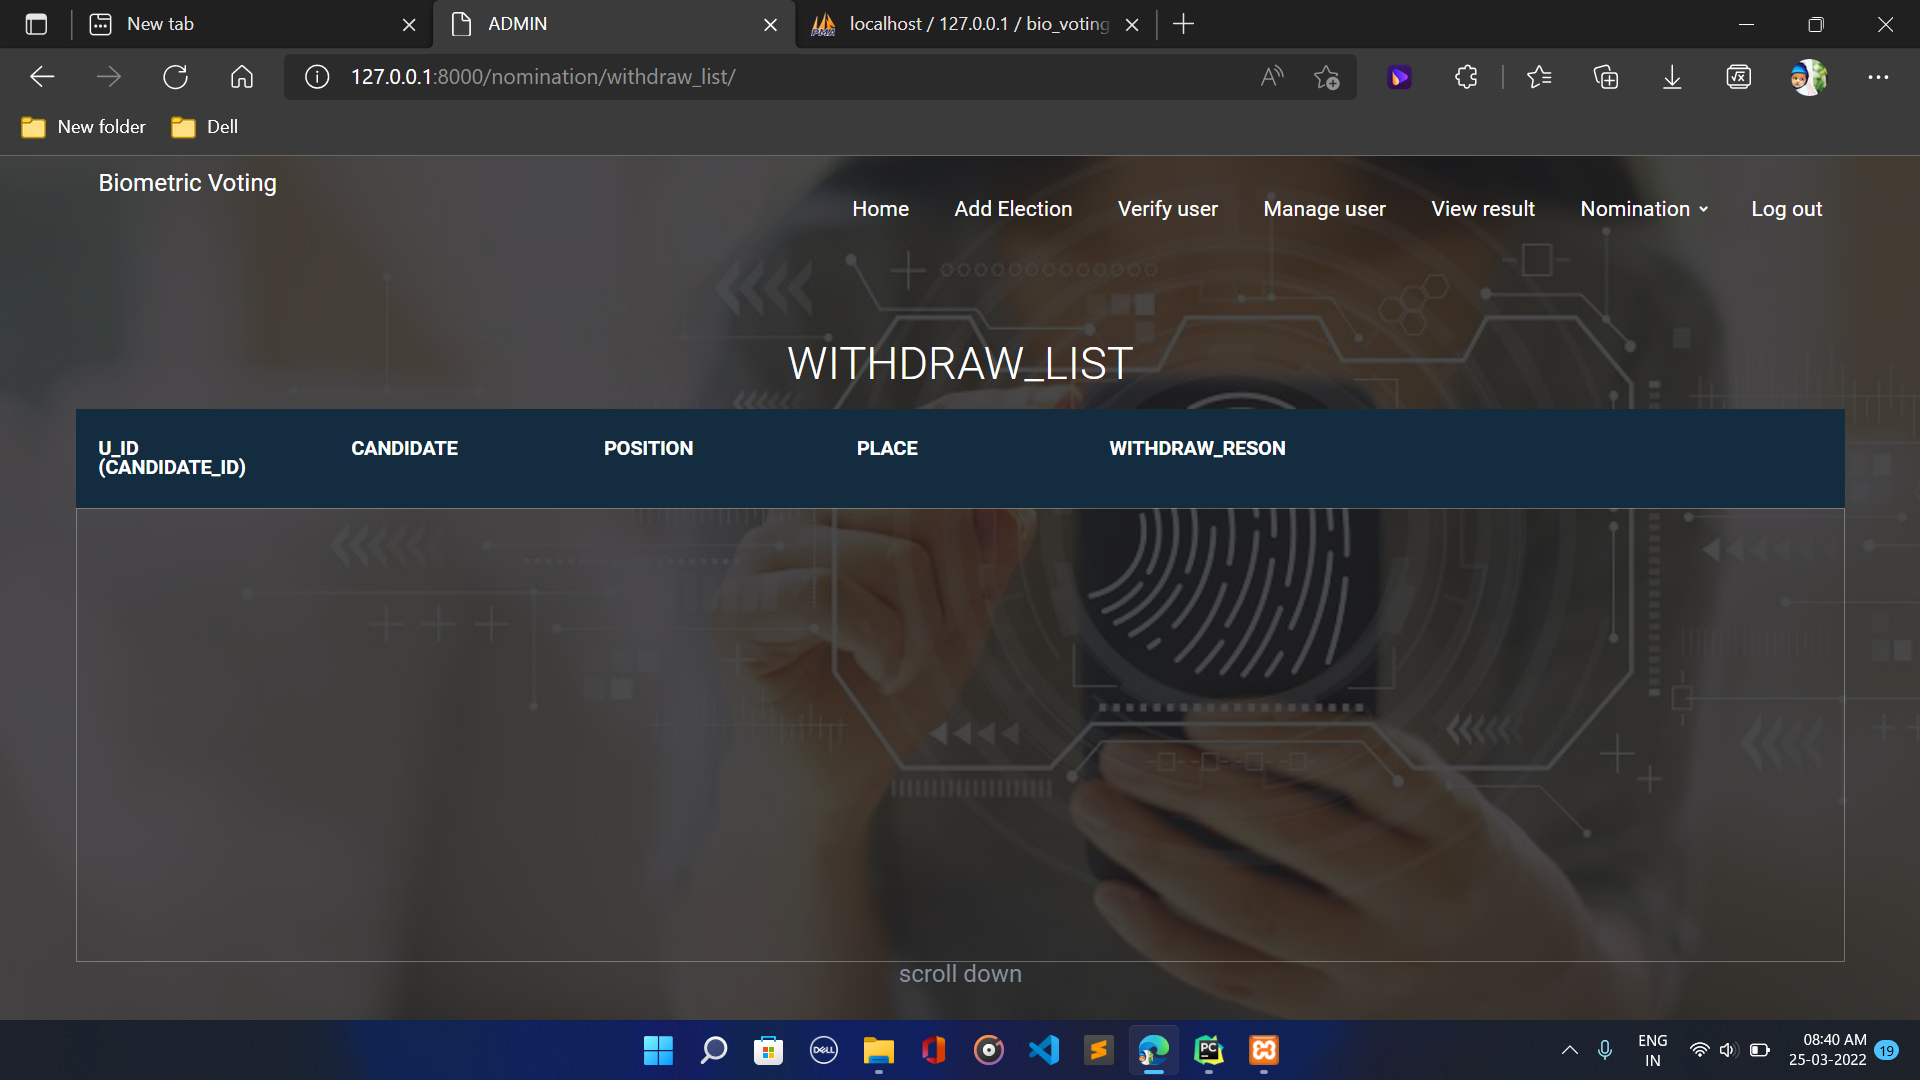 New tab
ADMIN
localhost / 127.0.0.1 / bio_voting
127.0.0.1:8000/nomination/withdraw_list/
New folder
Dell
Biometric Voting
Home
Add Election
Verify user
Manage user
View result
Nomination
Log out
WITHDRAW_LIST
U_ID
(CANDIDATE_ID)
CANDIDATE
POSITION
PLACE
WITHDRAW_RESON
scroll down
ENG
IN
08:40 AM
25-03-2022
19